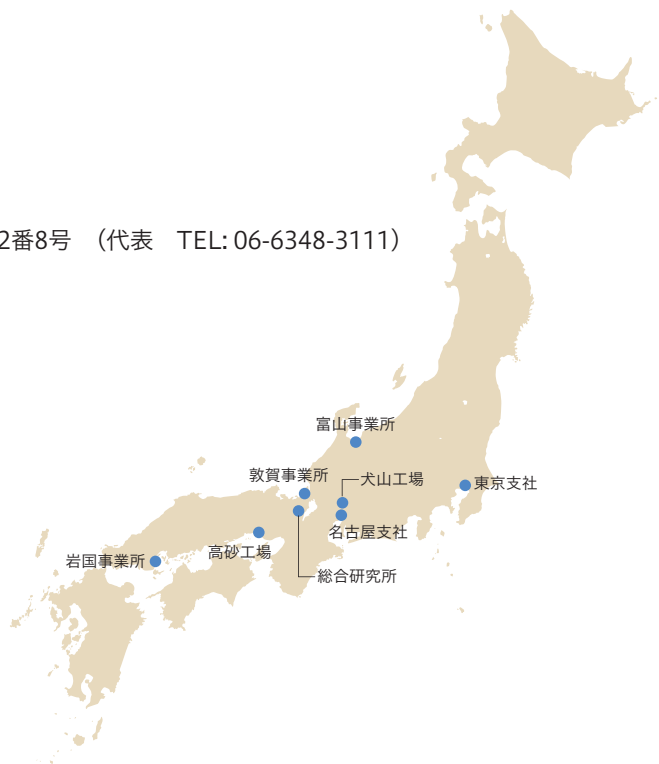 2番8号　（代表　TEL: 06-6348-3111）
富山事業所
敦賀事業所
犬山工場
東京支社
名古屋支社
高砂工場
岩国事業所
総合研究所